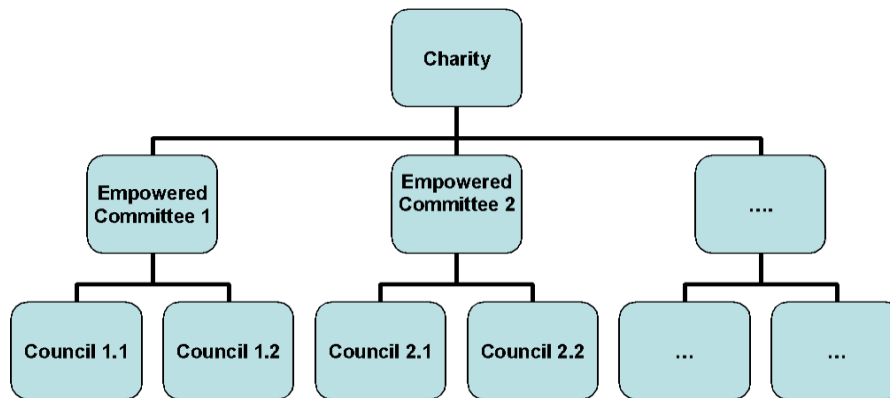 Charity
Empowered
Committee 1
Empowered
Committee 2
....
Council 1.1
Council 1.2
Council 2.1
Council 2.2
...
...